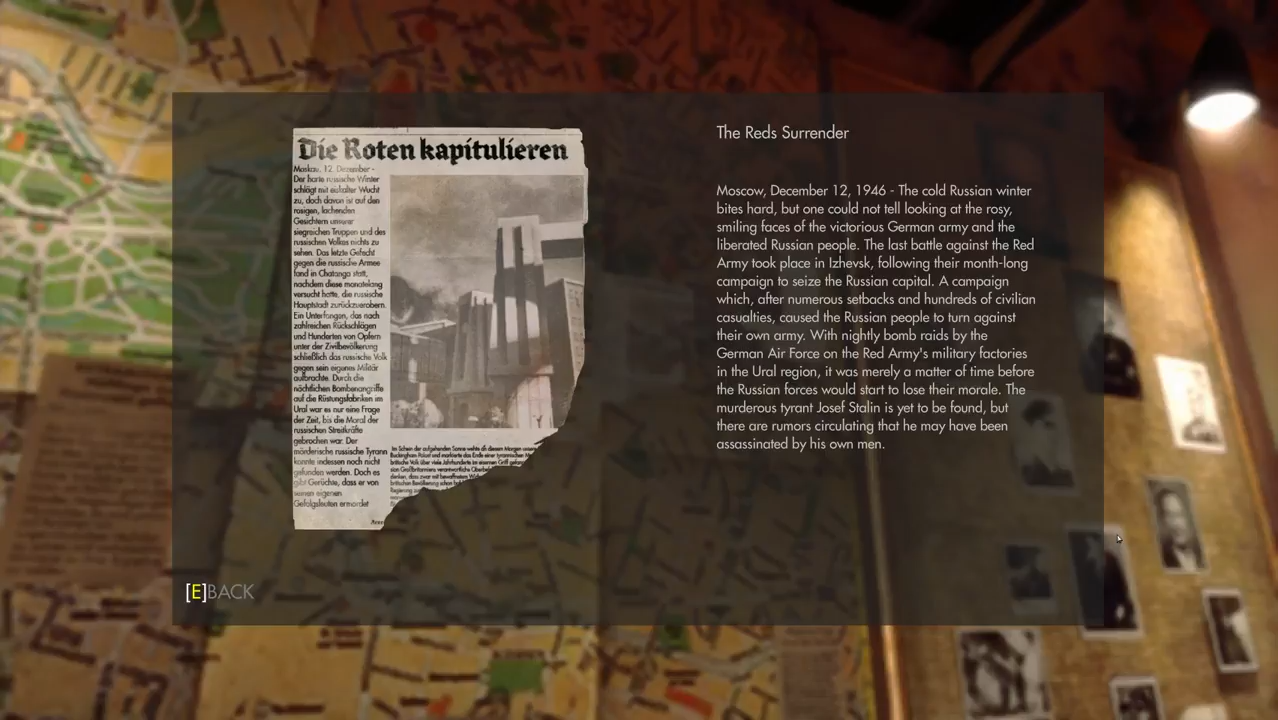 Die Roten kapitulieren
Moskau, 12. Dezember -
Der harte russische Winter
schlägt mit eiskalter Wucht
zu, doch davon ist auf den
rosigen, lachenden
Gesichtern unserer
siegreichen Truppen und des
russischen Volkes nichts zu
sehen. Das letzte Gefecht
gegen die russische Armee
fand in Chatanga statt,
nachdem diese monatelang
versucht hatte, die russische
Hauptstadt zurückzuerobern.
Ein Unterfangen, das nach
zahlreichen Rückschlägen
und Hunderten von Opfern
unter der Zivilbevölkerung
schließlich das russische Volk
gegen sein eigenes Militär
aufbrachte. Durch die
nächtlichen Bombenangriffe
auf die Rüstungsfabriken im
Ural war es nur eine Frage
der Zeit, bis die Moral der
russischen Streitkräfte
gebrochen war. Der
mörderische russische Tyrann
konnte indessen noch nicht
gefunden werden. Doch es
gibt Gerüchte, dass er von
seinen eigenen
Gefolgsleuten ermordet
Im Schein der aufgehenden Sonne wehte an diesem Morgen
The Reds Surrender
Moscow, December 12, 1946 - The cold Russian winter
bites hard, but one could not tell looking at the rosy,
smiling faces of the victorious German army and the
liberated Russian people. The last battle against the Red
Army took place in Izhevsk, following their month-long
campaign to seize the Russian capital. A campaign
which, after numerous setbacks and hundreds of civilian
casualties, caused the Russian people to turn against
their own army. With nightly bomb raids by the
German Air Force on the Red Army's military factories
in the Ural region, it was merely a matter of time before
the Russian forces would start to lose their morale. The
murderous tyrant Josef Stalin is yet to be found, but
there are rumors circulating that he may have been
assassinated by his own men.
[E]BACK